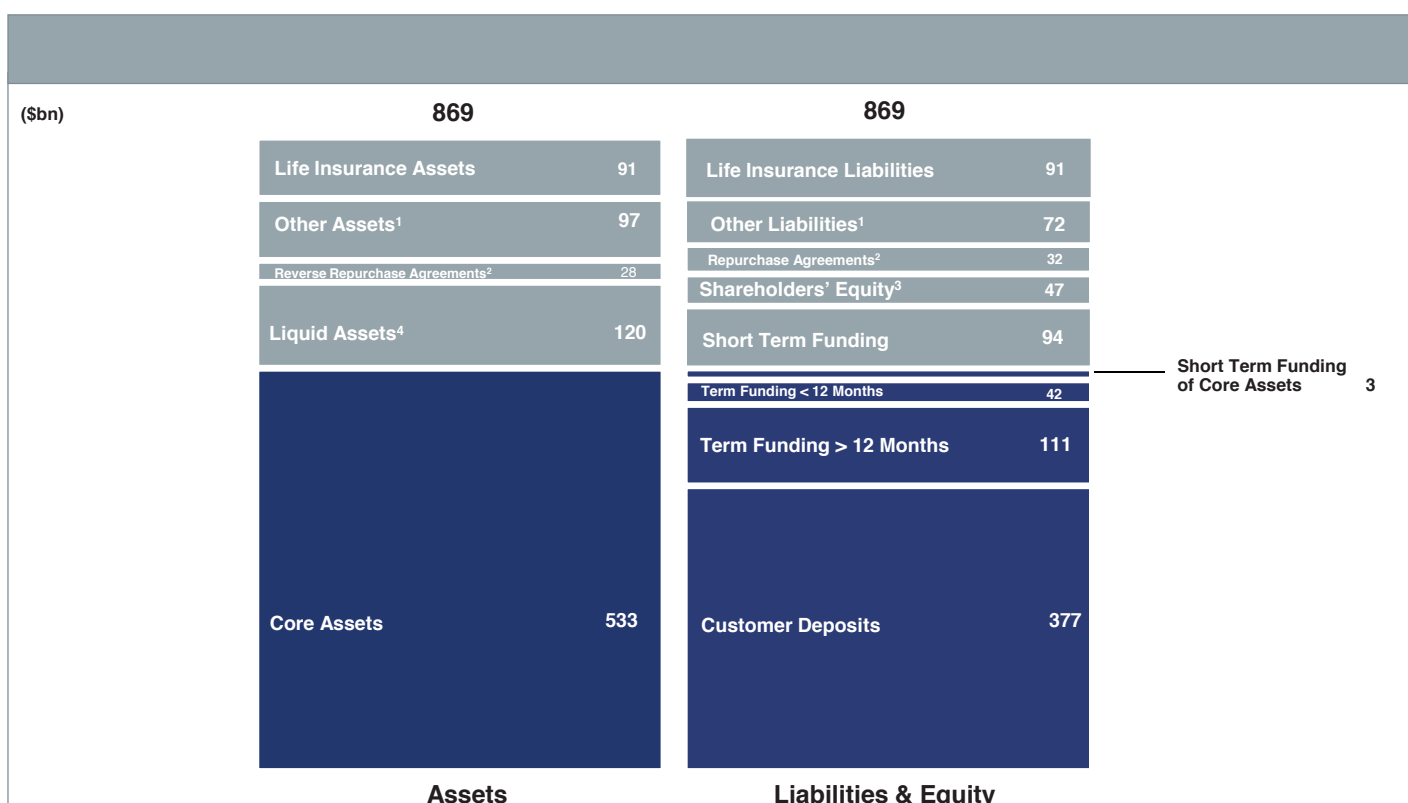 ($bn)
869
869
Life Insurance Assets 91
Other Assets¹ 97
Reverse Repurchase Agreements² 28
Liquid Assets⁴ 120
Core Assets 533
Life Insurance Liabilities 91
Other Liabilities¹ 72
Repurchase Agreements² 32
Shareholders' Equity³ 47
Short Term Funding 94
Short Term Funding
of Core Assets 3
Term Funding < 12 Months 42
Term Funding > 12 Months 111
Customer Deposits 377
Assets
Liabilities & Equity